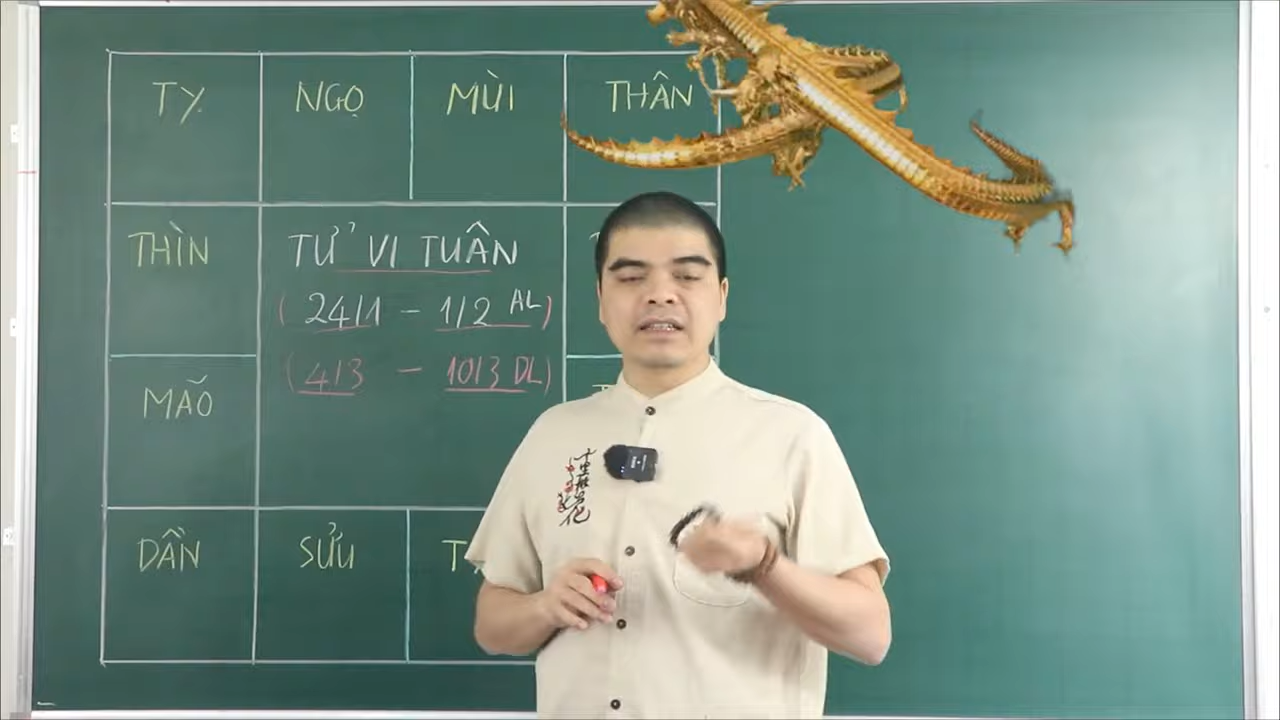 TỴ NGỌ MÙI THÂN
THÌN
TỬ VI TUẦN
(24/1 - 1/2 AL)
(4/3 - 10/3 DL)
MÃO
DẦN SỬU